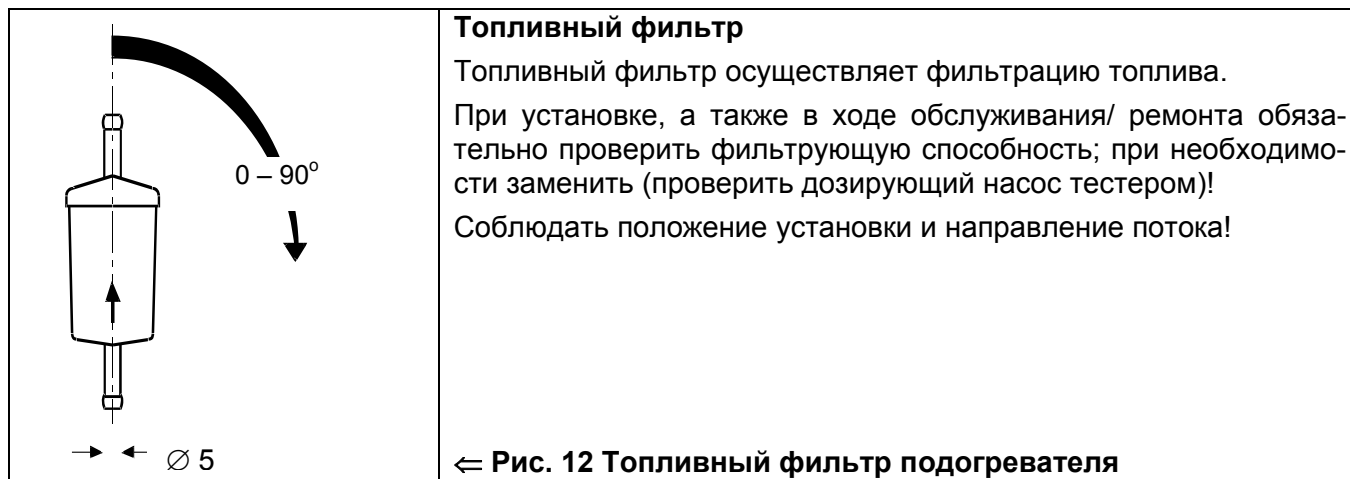 0 – 90°
∅ 5
Топливный фильтр
Топливный фильтр осуществляет фильтрацию топлива.
При установке, а также в ходе обслуживания/ ремонта обяза-
тельно проверить фильтрующую способность; при необходимо-
сти заменить (проверить дозирующий насос тестером)!
Соблюдать положение установки и направление потока!
⇐ Рис. 12 Топливный фильтр подогревателя